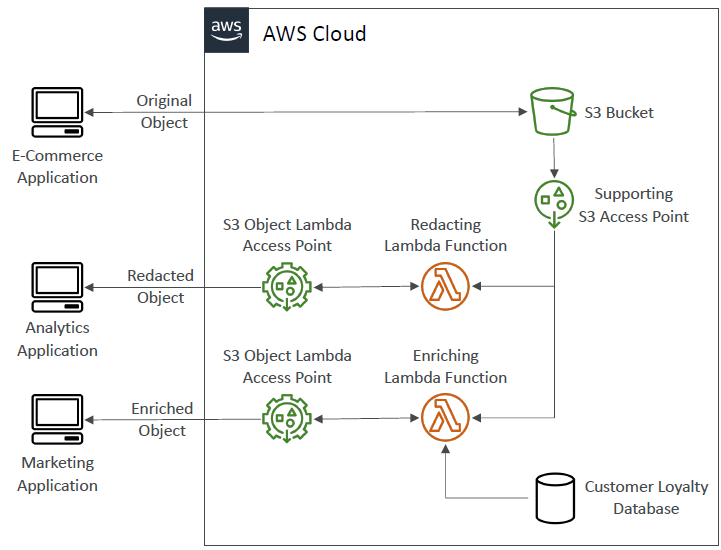 aws
AWS Cloud
Original
Object
S3 Bucket
E-Commerce
Application
Supporting
S3 Access Point
S3 Object Lambda
Access Point
Redacting
Lambda Function
Redacted
Object
Analytics
Application
S3 Object Lambda
Access Point
Enriching
Lambda Function
Enriched
Object
Marketing
Application
Customer Loyalty
Database